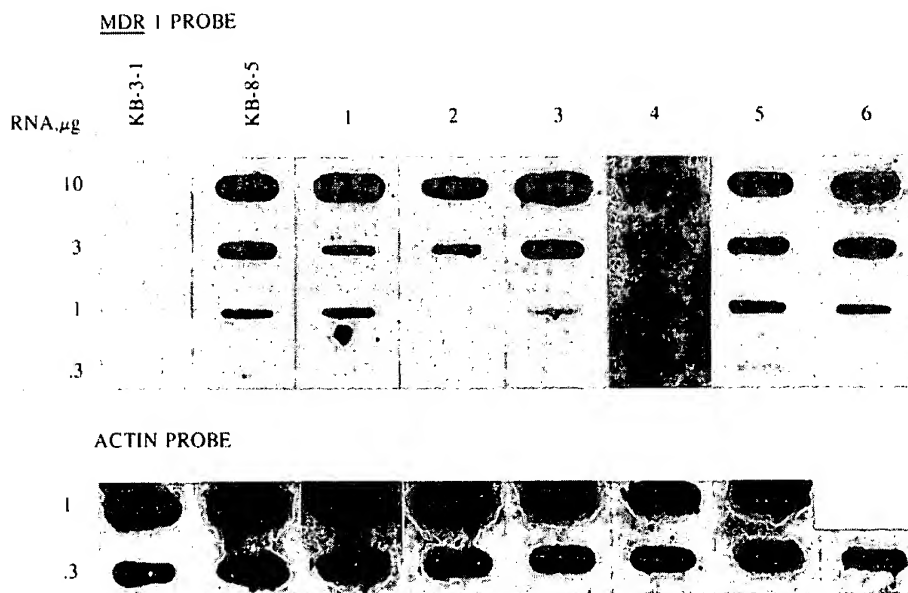 MDR 1 PROBE
RNA,µg KB-3-1 KB-8-5 1 2 3 4 5 6
10
3
1
.3
ACTIN PROBE
1
.3